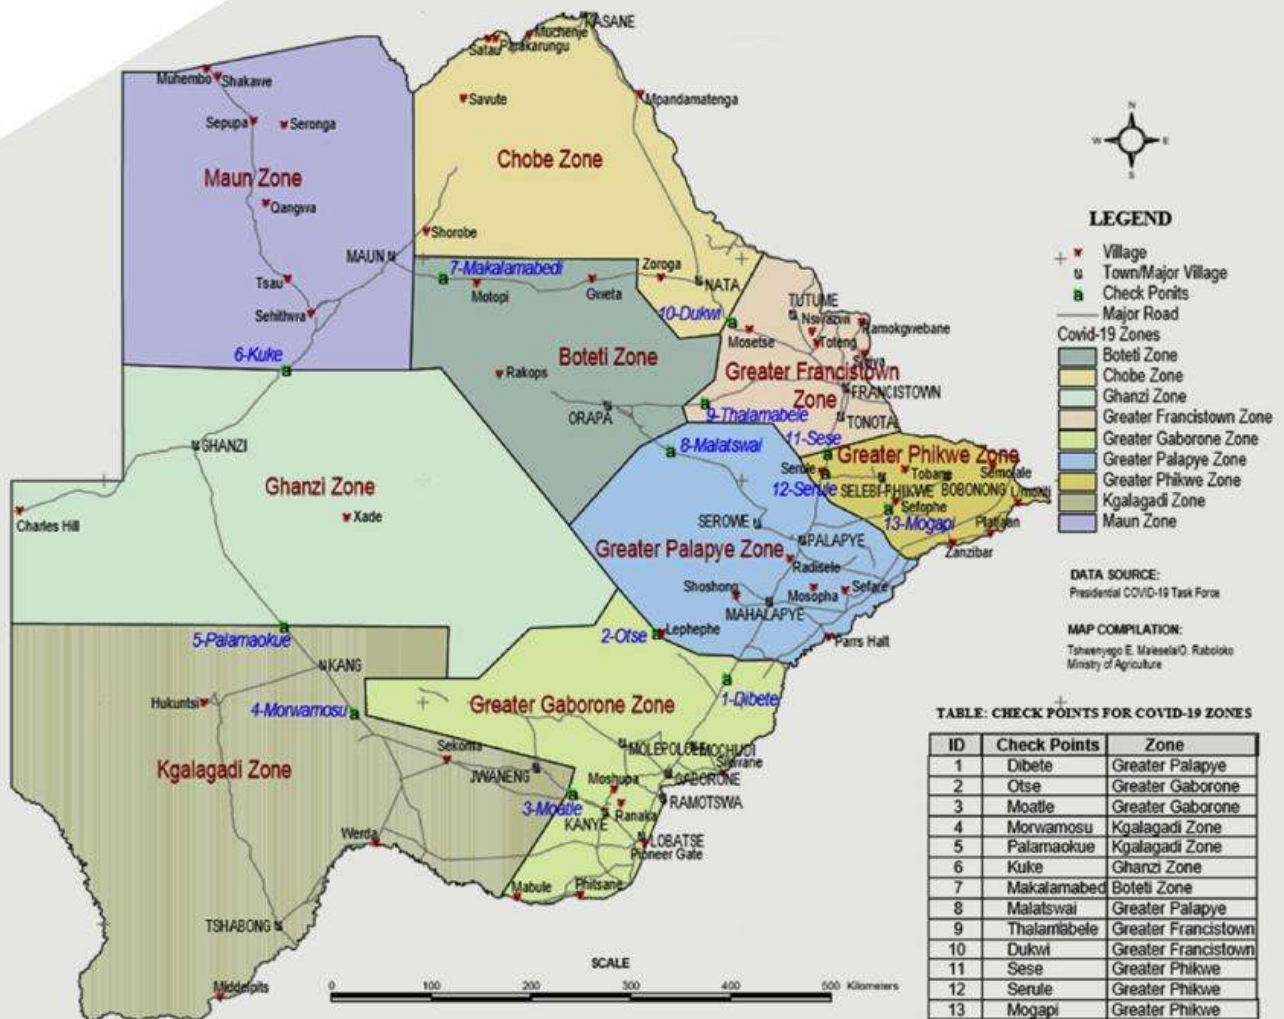 KASANE
Muchenje
Satau
Parakarungu
Muhembo
Shakawe
Savute
Mpandamatenga
Sepupa
Seronga
Chobe Zone
Maun Zone
Qangwa
Shorobe
MAUN
7-Makalamabedi
Zoroga
Tsau
Motopi
Gweta
NATA
Sehithwa
10-Dukwi
TUTUME
Ramokgwebane
Mosetse
Toteng
6-Kuke
Boteti Zone
Rakops
Greater Francistown
Zone
FRANCISTOWN
ORAPA
9-Thalamabele
TONOTA
GHANZI
8-Malatswai
11-Sese
Greater Phikwe Zone
Serule
Semolale
12-Serule
SELEBI-PHIKWE
BOBONONG
Ghanzi Zone
Sefophe
Charles Hill
Xade
SEROWE
13-Mogapi
Platjaan
Greater Palapye Zone
PALAPYE
Zanzibar
Radisele
Shoshong
Mosopha
Sefare
MAHALAPYE
5-Palamaokue
2-Otse
Lephephe
Parrs Halt
KANG
Hukuntsi
4-Morwamosu
Greater Gaborone Zone
1-Dibete
Sekoma
MOLEPOLOLE
MOCHUDI
Kgalagadi Zone
JWANENG
Moshupa
GABORONE
Sikwane
3-Moatle
Ranaka
RAMOTSWA
KANYE
Werda
LOBATSE
Pioneer Gate
Mabule
Phitsane
TSHABONG
Middelpits
SCALE
0 100 200 300 400 500 Kilometers
N
W E
S
LEGEND
Village
Town/Major Village
Check Ponits
Major Road
Covid-19 Zones
Boteti Zone
Chobe Zone
Ghanzi Zone
Greater Francistown Zone
Greater Gaborone Zone
Greater Palapye Zone
Greater Phikwe Zone
Kgalagadi Zone
Maun Zone
DATA SOURCE:
Presidential COVID-19 Task Force
MAP COMPILATION:
Tshwenyego E. Malesela/O. Raboloko
Ministry of Agriculture
TABLE: CHECK POINTS FOR COVID-19 ZONES
ID Check Points Zone
1 Dibete Greater Palapye
2 Otse Greater Gaborone
3 Moatle Greater Gaborone
4 Morwamosu Kgalagadi Zone
5 Palamaokue Kgalagadi Zone
6 Kuke Ghanzi Zone
7 Makalamabed Boteti Zone
8 Malatswai Greater Palapye
9 Thalamabele Greater Francistown
10 Dukwi Greater Francistown
11 Sese Greater Phikwe
12 Serule Greater Phikwe
13 Mogapi Greater Phikwe